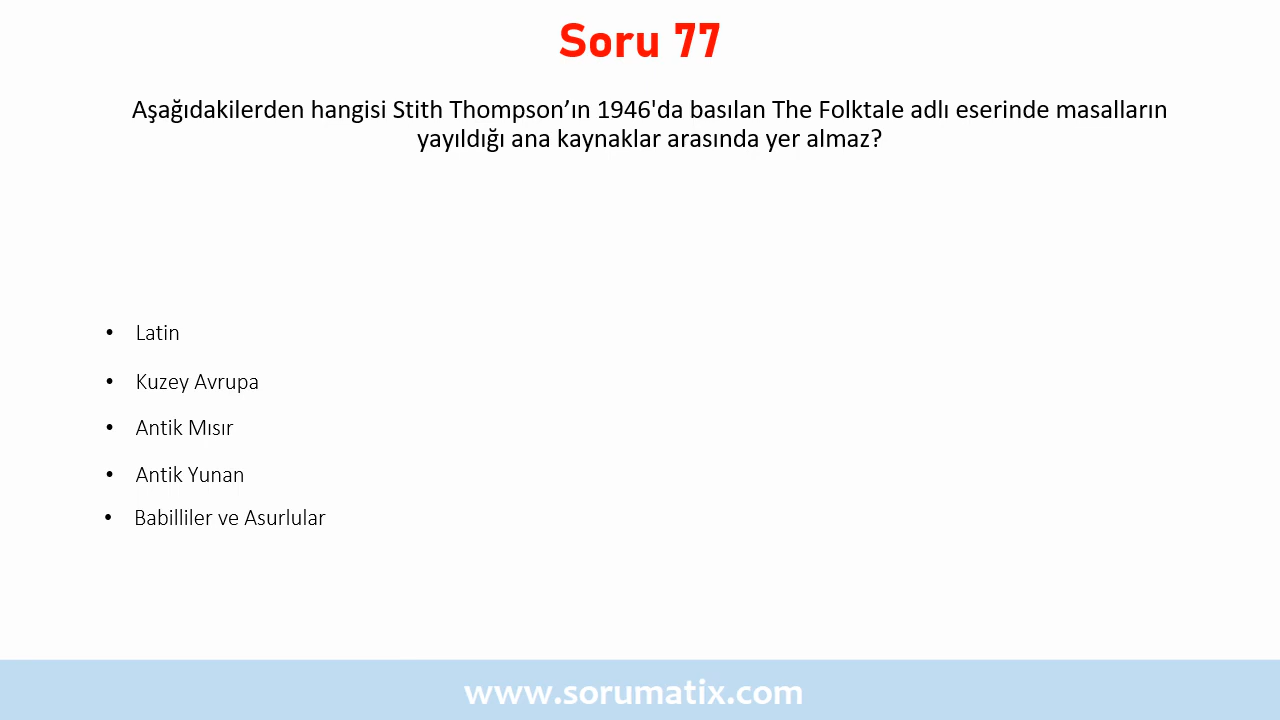 Soru 77
Aşağıdakilerden hangisi Stith Thompson’ın 1946'da basılan The Folktale adlı eserinde masalların
yayıldığı ana kaynaklar arasında yer almaz?
• Latin
• Kuzey Avrupa
• Antik Mısır
• Antik Yunan
• Babilliler ve Asurlular
www.sorumatix.com